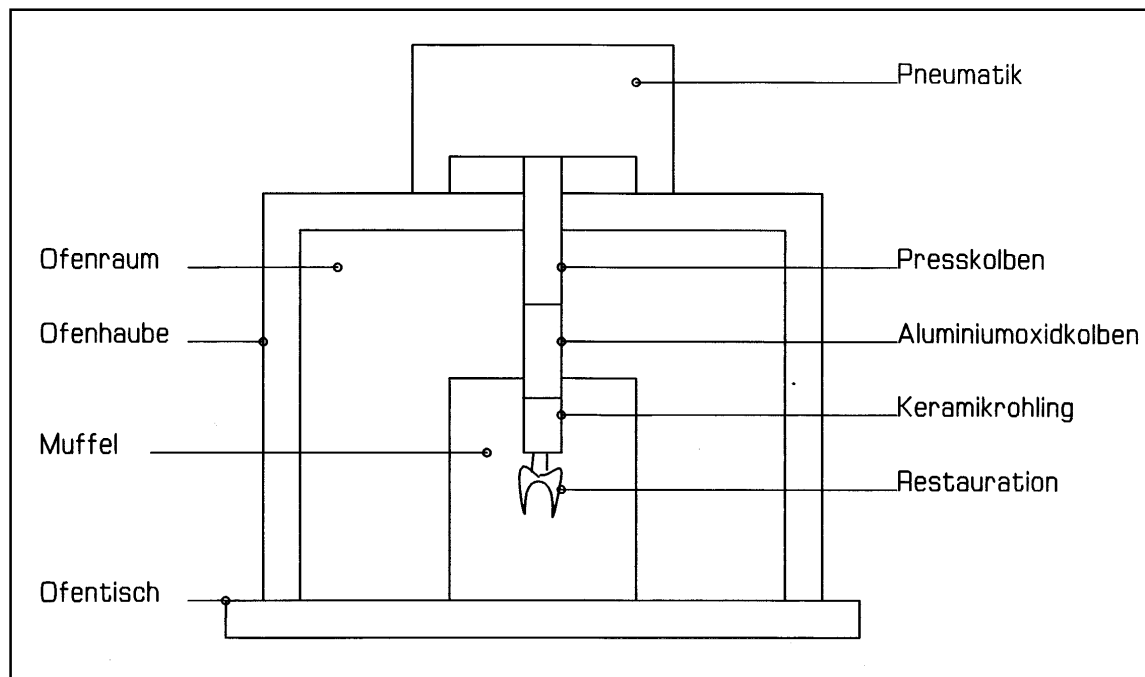 Pneumatik
Ofenraum
Presskolben
Ofenhaube
Aluminiumoxidkolben
Keramikrohling
Muffel
Restauration
Ofentisch